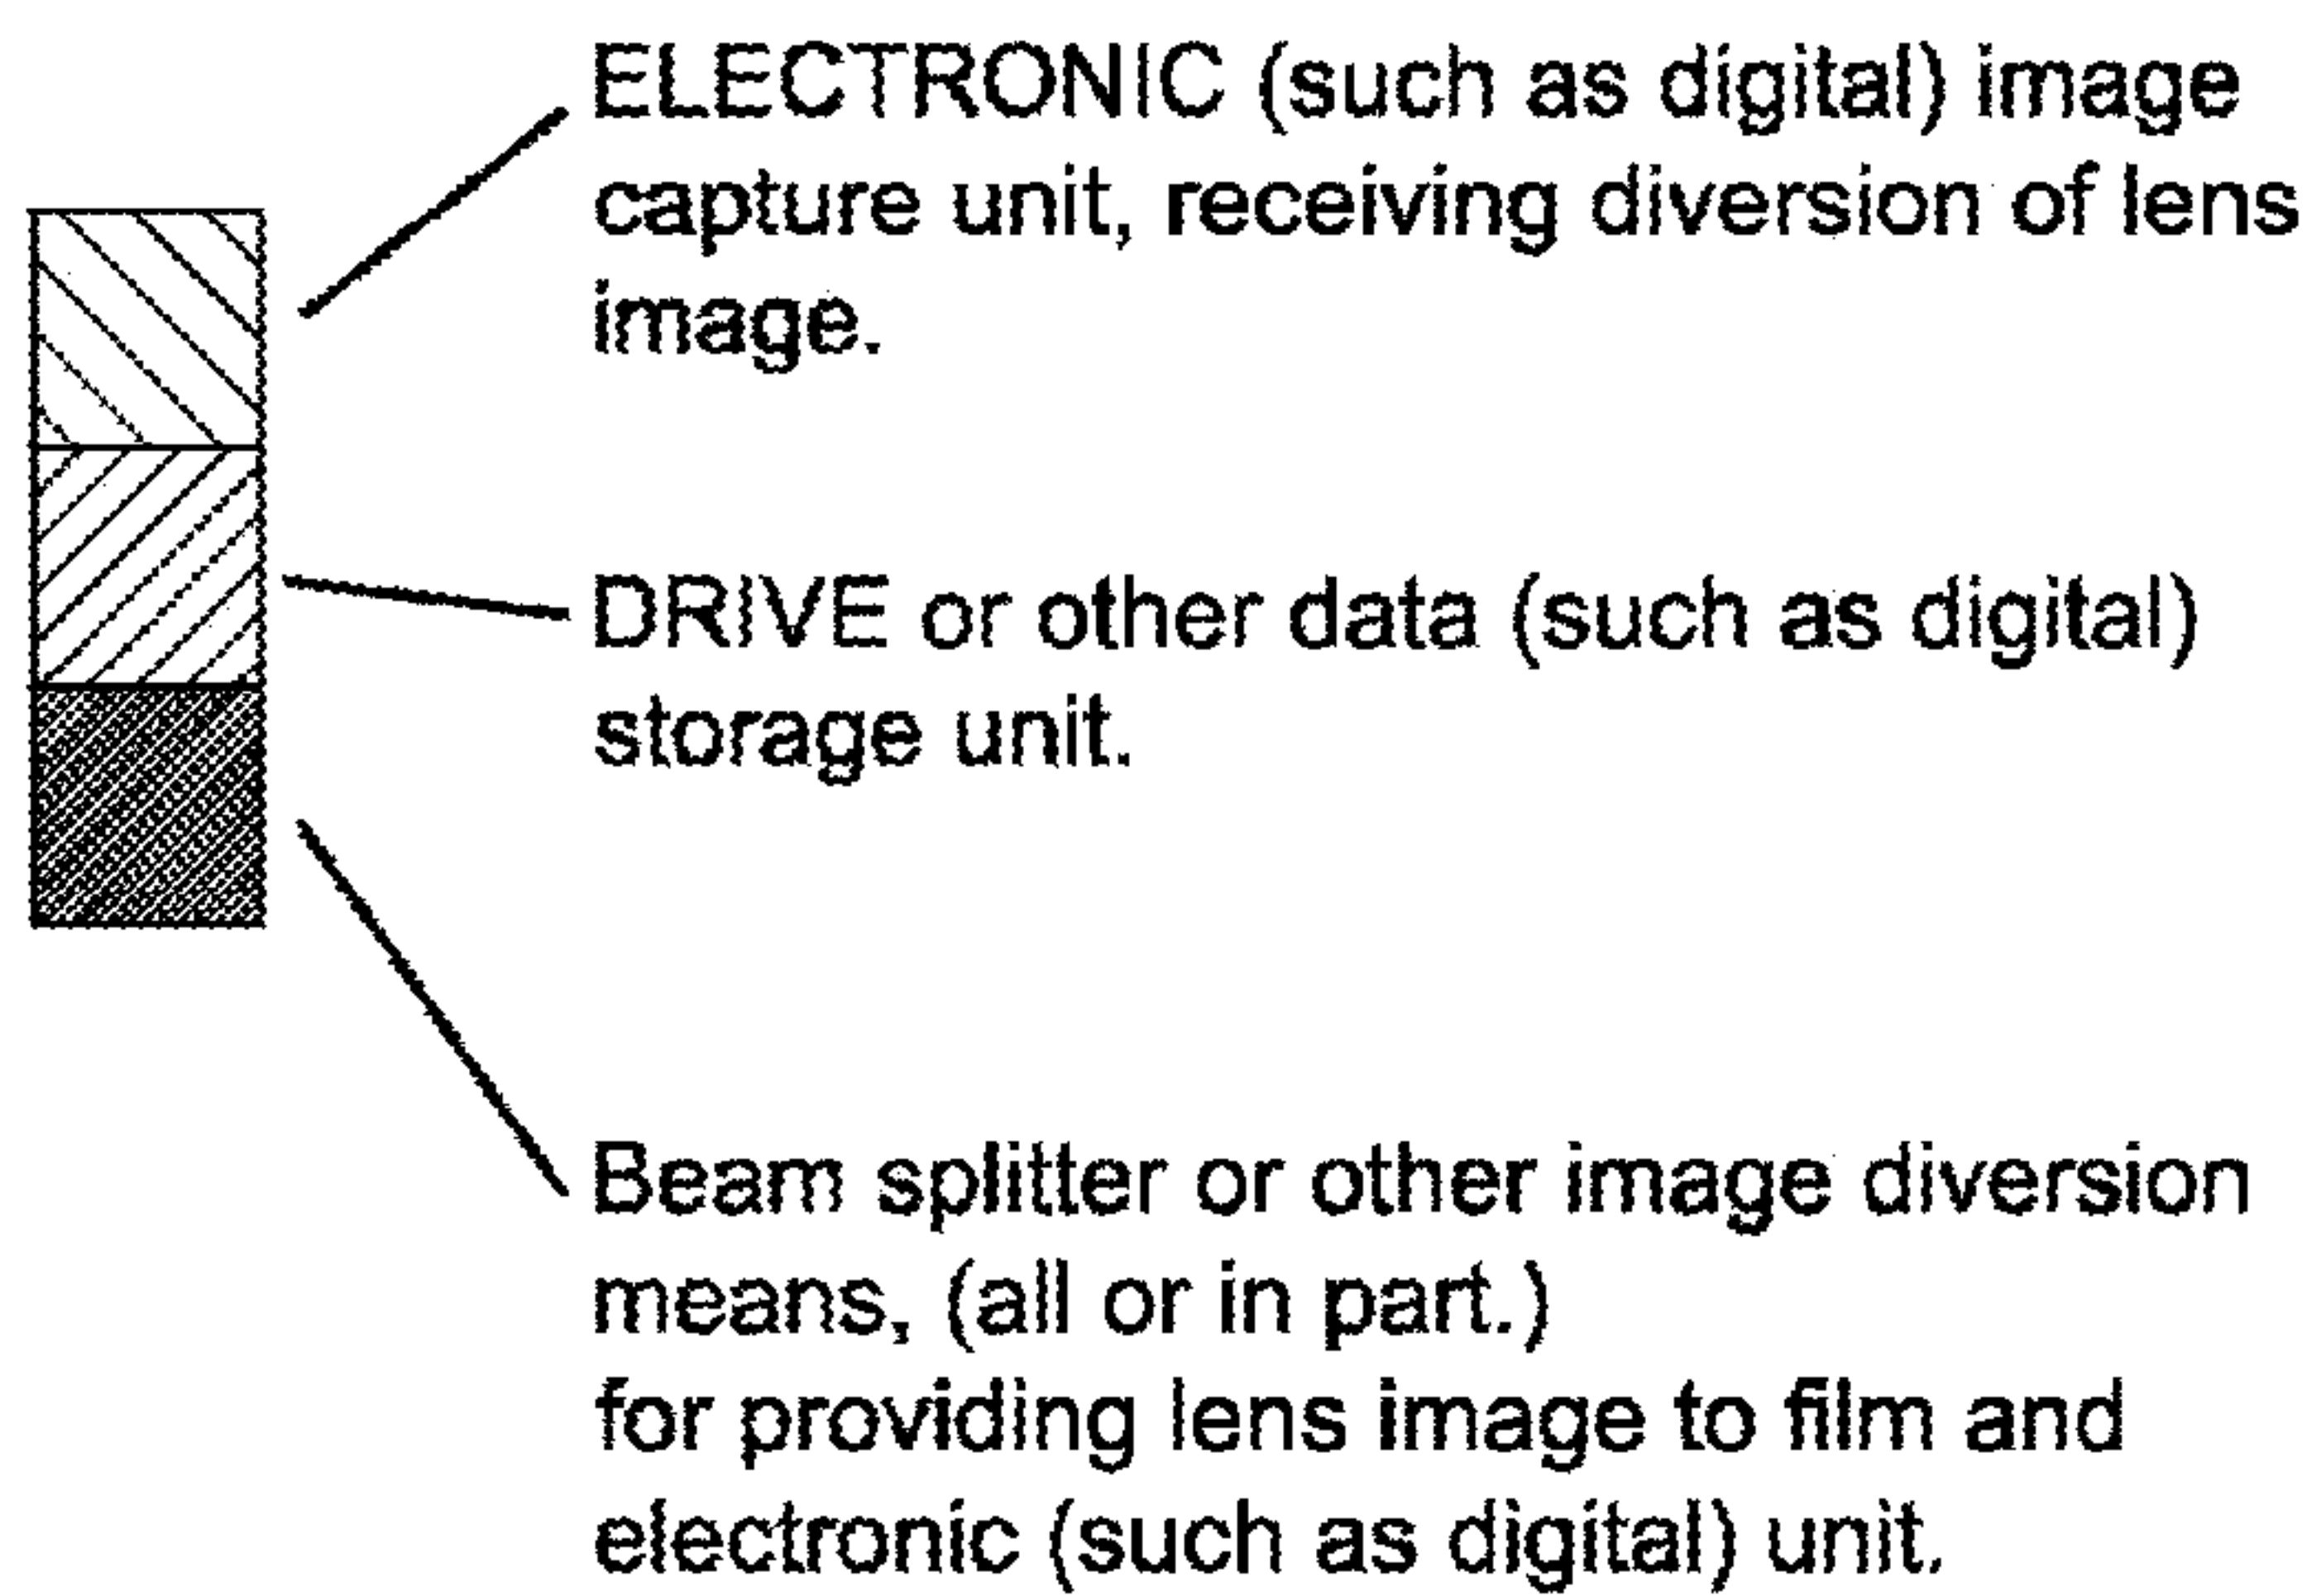 ELECTRONIC (such as digital) image
capture unit, receiving diversion of lens
image.
DRIVE or other data (such as digital)
storage unit.
Beam splitter or other image diversion
means, (all or in part.)
for providing lens image to film and
electronic (such as digital) unit.